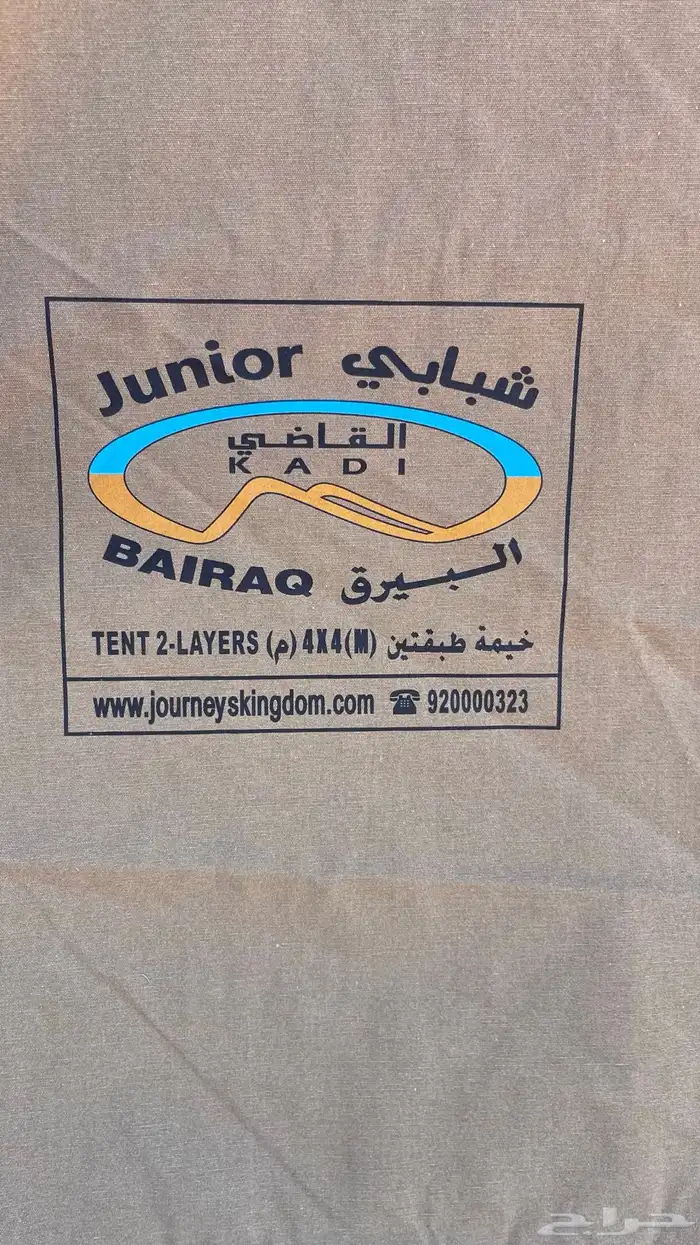 Junior شبابي
القاضي
KADI
BAIRAQ البيرق
TENT 2-LAYERS (م) 4X4(M) خيمة طبقتين
www.journeyskingdom.com ☎ 920000323
حراج